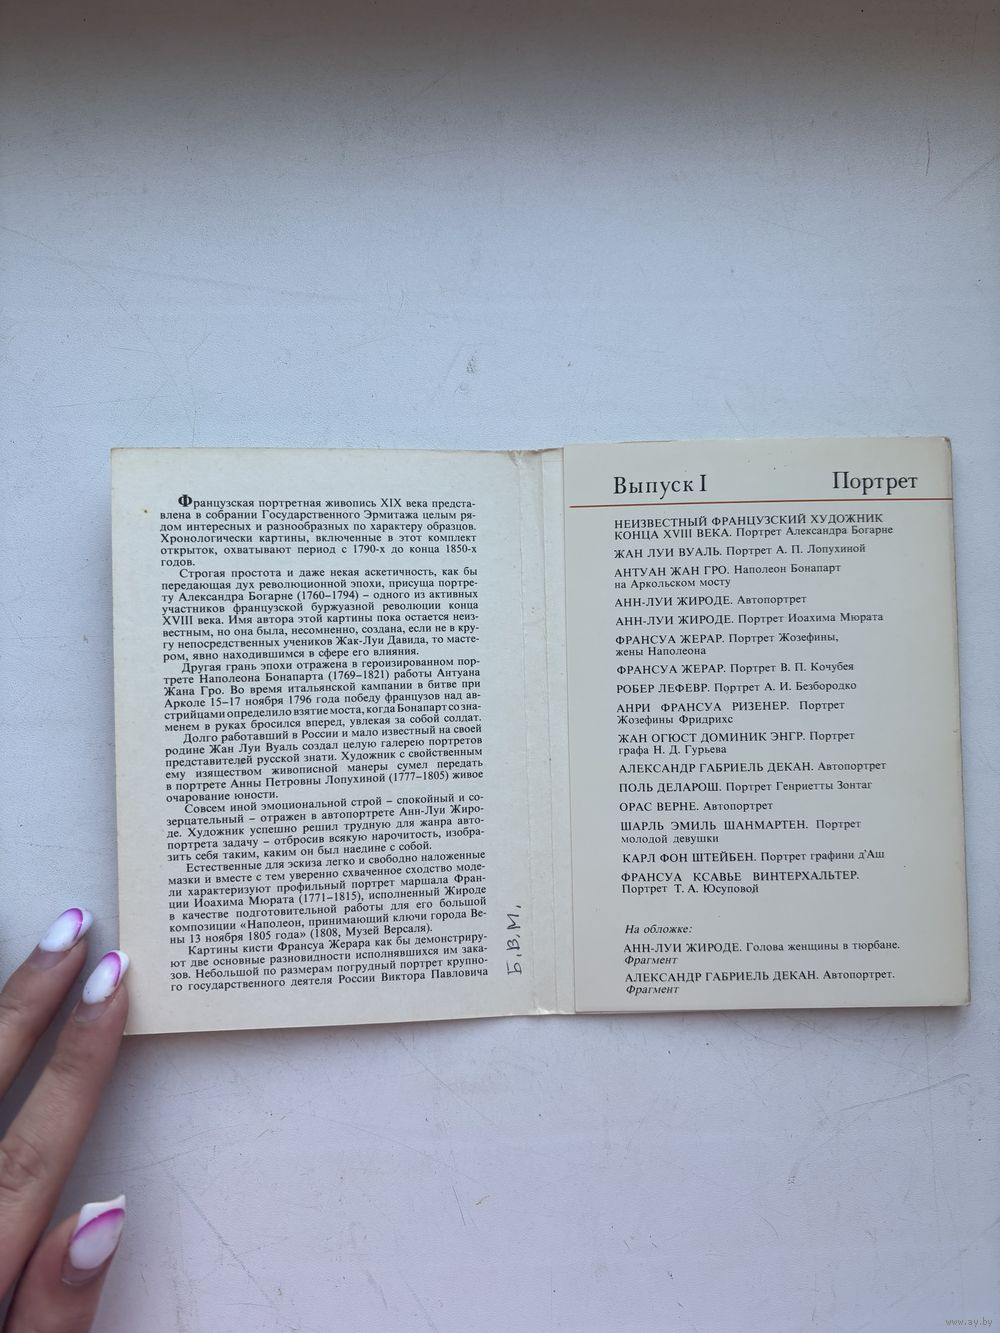 Французская портретная живопись XIX века представ-
влена в собрании Государственного Эрмитажа целым ря-
дом интересных и разнообразных по характеру образцов.
Хронологически картины, включенные в этот комплект
открыток, охватывают период с 1790-х до конца 1850-х
годов.
Строгая простота и даже некая аскетичность, как бы
передающая дух революционной эпохи, присуща портре-
ту Александра Богарне (1760–1794) – одного из активных
участников французской буржуазной революции конца
XVIII века. Имя автора этой картины пока остается неиз-
вестным, но она была, несомненно, создана, если не в кру-
гу непосредственных учеников Жак-Луи Давида, то масте-
ром, явно находившимся в сфере его влияния.
Другая грань эпохи отражена в героизированном пор-
трете Наполеона Бонапарта (1769–1821) работы Антуана
Жана Гро. Во время итальянской кампании в битве при
Арколе 15–17 ноября 1796 года победу французов над ав-
стрийцами определило взятие моста, когда Бонапарт со зна-
менем в руках бросился вперед, увлекая за собой солдат.
Долго работавший в России и мало известный на своей
родине Жан Луи Вуаль создал целую галерею портретов
представителей русской знати. Художник с свойственным
ему изяществом живописной манеры сумел передать
в портрете Анны Петровны Лопухиной (1777–1805) живое
очарование юности.
Совсем иной эмоциональный строй – спокойный и со-
зерцательный – отражен в автопортрете Анн-Луи Жиро-
де. Художник успешно решил трудную для жанра авто-
портрета задачу – отбросив всякую нарочитость, изобра-
зить себя таким, каким он был наедине с собой.
Естественные для эскиза легко и свободно наложенные
мазки и вместе с тем уверенно схваченное сходство моде-
ли характеризуют профильный портрет маршала Фран-
ции Иоахима Мюрата (1771–1815), исполненный Жироде
в качестве подготовительной работы для его большой
композиции «Наполеон, принимающий ключи города Ве-
ны 13 ноября 1805 года» (1808, Музей Версаля).
Картины кисти Франсуа Жерара как бы демонстриру-
ют две основные разновидности исполнявшихся им зака-
зов. Небольшой по размерам погрудный портрет крупно-
го государственного деятеля России Виктора Павловича
Б.В.М.
Выпуск I Портрет
НЕИЗВЕСТНЫЙ ФРАНЦУЗСКИЙ ХУДОЖНИК
КОНЦА XVIII ВЕКА. Портрет Александра Богарне
ЖАН ЛУИ ВУАЛЬ. Портрет А. П. Лопухиной
АНТУАН ЖАН ГРО. Наполеон Бонапарт
на Аркольском мосту
АНН-ЛУИ ЖИРОДЕ. Автопортрет
АНН-ЛУИ ЖИРОДЕ. Портрет Иоахима Мюрата
ФРАНСУА ЖЕРАР. Портрет Жозефины,
жены Наполеона
ФРАНСУА ЖЕРАР. Портрет В. П. Кочубея
РОБЕР ЛЕФЕВР. Портрет А. И. Безбородко
АНРИ ФРАНСУА РИЗЕНЕР. Портрет
Жозефины Фридрихс
ЖАН ОГЮСТ ДОМИНИК ЭНГР. Портрет
графа Н. Д. Гурьева
АЛЕКСАНДР ГАБРИЕЛЬ ДЕКАН. Автопортрет
ПОЛЬ ДЕЛАРОШ. Портрет Генриетты Зонтаг
ОРАС ВЕРНЕ. Автопортрет
ШАРЛЬ ЭМИЛЬ ШАНМАРТЕН. Портрет
молодой девушки
КАРЛ ФОН ШТЕЙБЕН. Портрет графини д'Аш
ФРАНСУА КСАВЬЕ ВИНТЕРХАЛЬТЕР.
Портрет Т. А. Юсуповой
На обложке:
АНН-ЛУИ ЖИРОДЕ. Голова женщины в тюрбане.
Фрагмент
АЛЕКСАНДР ГАБРИЕЛЬ ДЕКАН. Автопортрет.
Фрагмент
www.ay.by